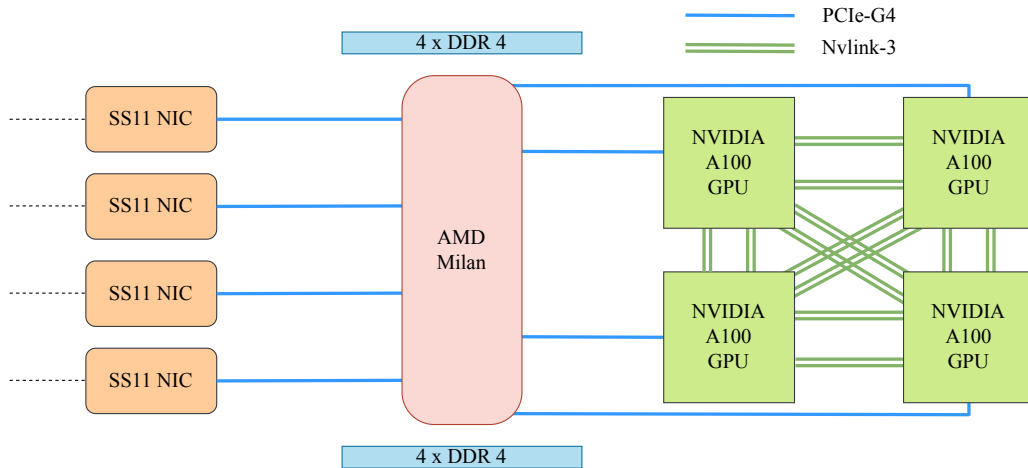 4 x DDR 4
PCIe-G4
Nvlink-3
SS11 NIC
SS11 NIC
SS11 NIC
SS11 NIC
AMD
Milan
NVIDIA
A100
GPU
NVIDIA
A100
GPU
NVIDIA
A100
GPU
NVIDIA
A100
GPU
4 x DDR 4